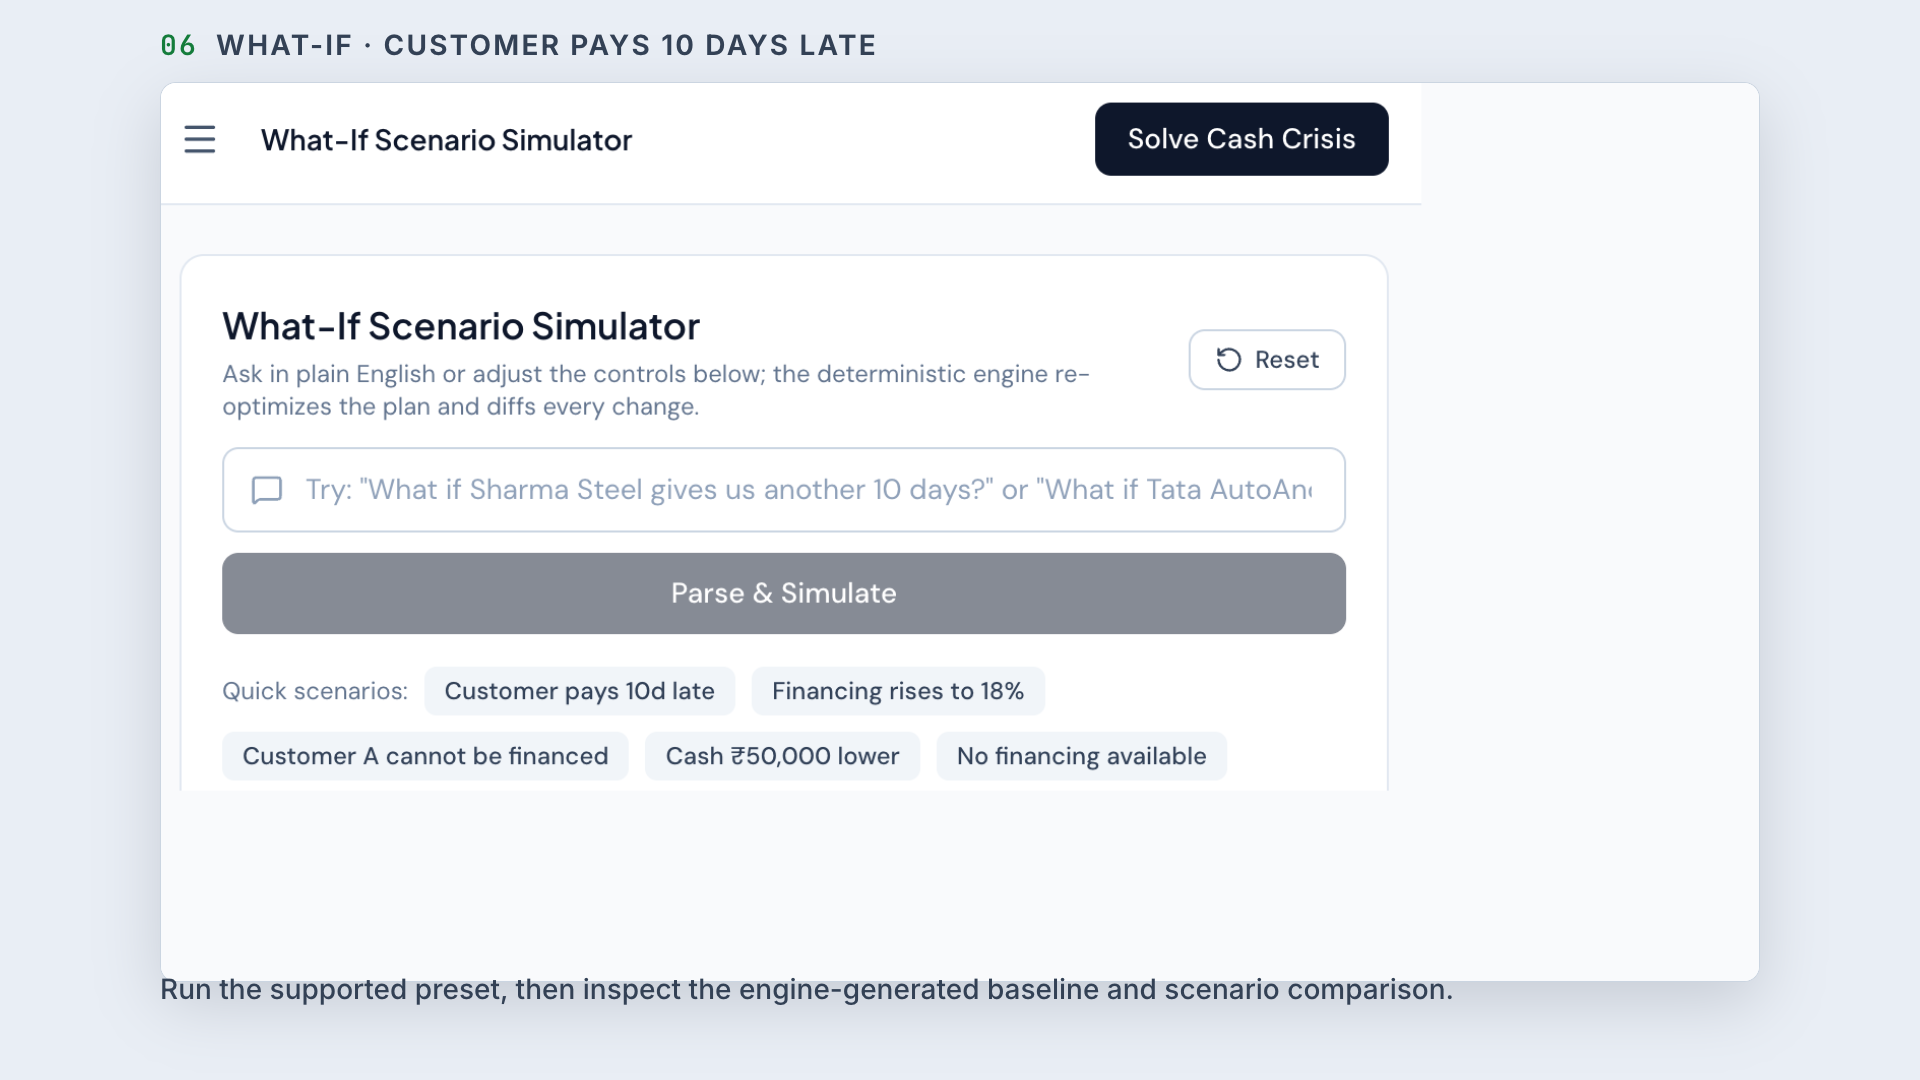 06 WHAT-IF · CUSTOMER PAYS 10 DAYS LATE
What-If Scenario Simulator
Solve Cash Crisis
What-If Scenario Simulator
Ask in plain English or adjust the controls below; the deterministic engine re-
optimizes the plan and diffs every change.
Reset
Try: "What if Sharma Steel gives us another 10 days?" or "What if Tata AutoAn
Parse & Simulate
Quick scenarios: Customer pays 10d late Financing rises to 18%
Customer A cannot be financed Cash ₹50,000 lower No financing available
Run the supported preset, then inspect the engine-generated baseline and scenario comparison.